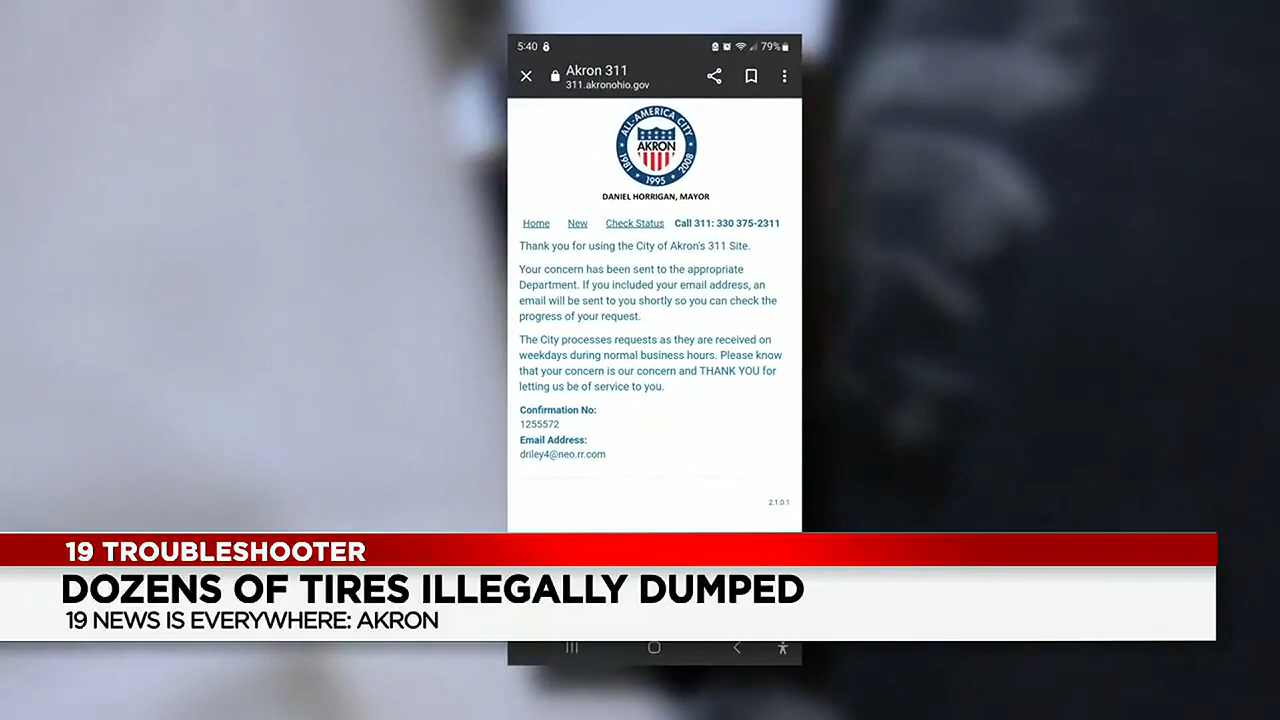 5:40
79%
Akron 311
311.akronohio.gov
ALL-AMERICA CITY
AKRON
1981 ★ 1995 ★ 2008
DANIEL HORRIGAN, MAYOR
Home New Check Status Call 311: 330 375-2311
Thank you for using the City of Akron's 311 Site.
Your concern has been sent to the appropriate
Department. If you included your email address, an
email will be sent to you shortly so you can check the
progress of your request.
The City processes requests as they are received on
weekdays during normal business hours. Please know
that your concern is our concern and THANK YOU for
letting us be of service to you.
Confirmation No:
1255572
Email Address:
driley4@neo.rr.com
2.1.0.1
19 TROUBLESHOOTER
DOZENS OF TIRES ILLEGALLY DUMPED
19 NEWS IS EVERYWHERE: AKRON